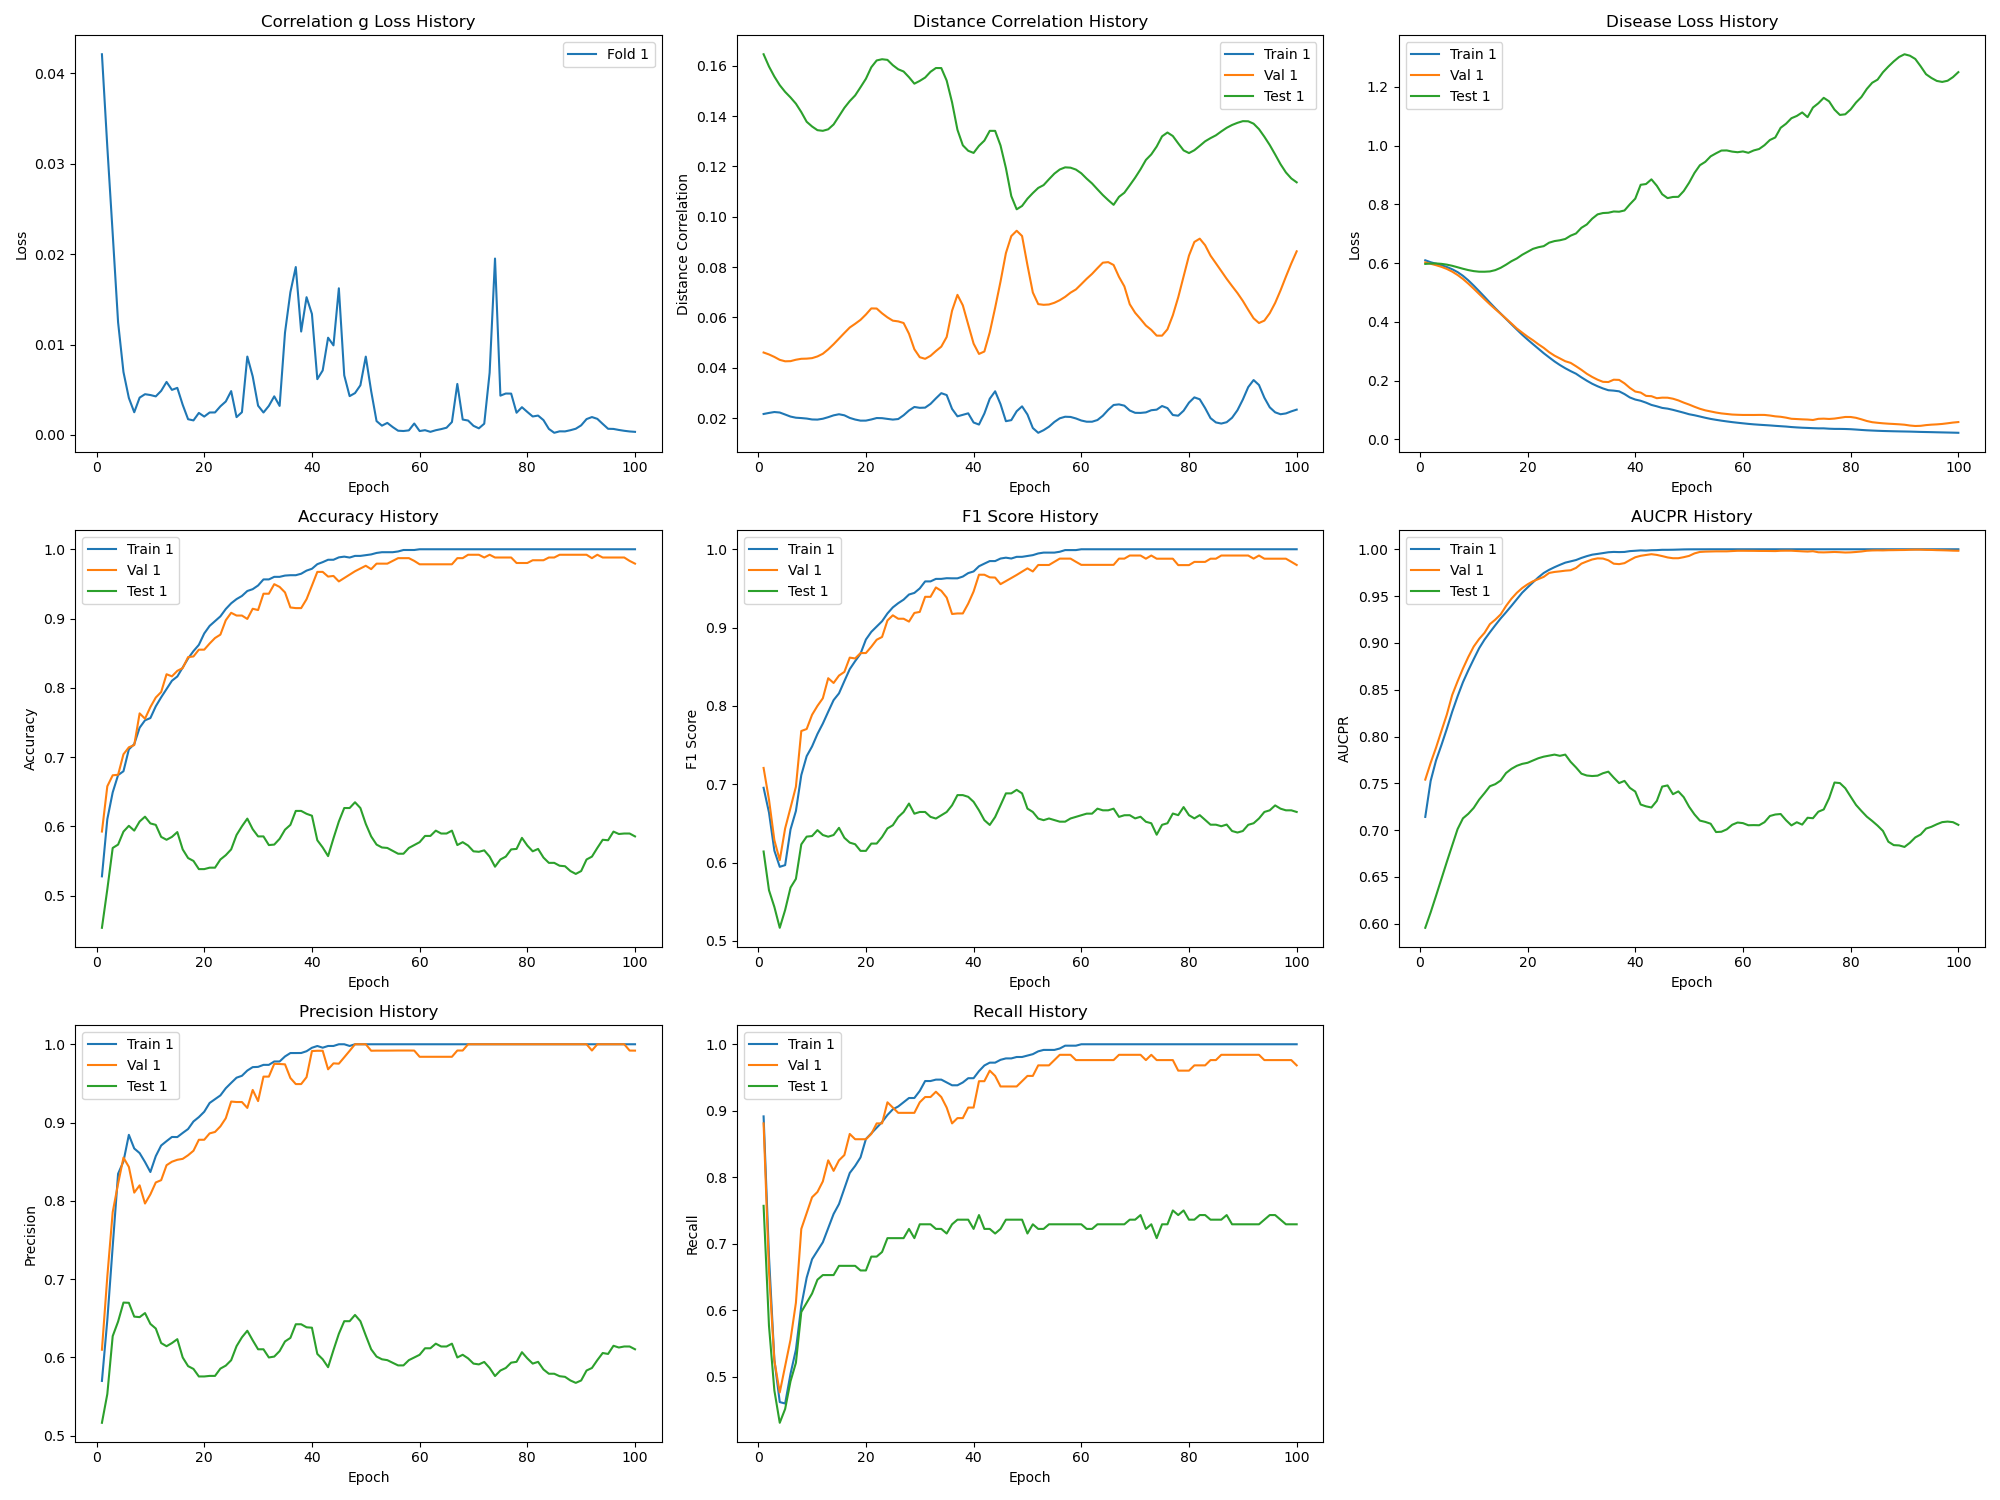 Correlation g Loss History
Fold 1
Loss
0.04
0.03
0.02
0.01
0.00
0 20 40 60 80 100
Epoch
Distance Correlation History
Train 1
Val 1
Test 1
Distance Correlation
0.16
0.14
0.12
0.10
0.08
0.06
0.04
0.02
0 20 40 60 80 100
Epoch
Disease Loss History
Train 1
Val 1
Test 1
Loss
1.2
1.0
0.8
0.6
0.4
0.2
0.0
0 20 40 60 80 100
Epoch
Accuracy History
Train 1
Val 1
Test 1
Accuracy
1.0
0.9
0.8
0.7
0.6
0.5
0 20 40 60 80 100
Epoch
F1 Score History
Train 1
Val 1
Test 1
F1 Score
1.0
0.9
0.8
0.7
0.6
0.5
0 20 40 60 80 100
Epoch
AUCPR History
Train 1
Val 1
Test 1
AUCPR
1.00
0.95
0.90
0.85
0.80
0.75
0.70
0.65
0.60
0 20 40 60 80 100
Epoch
Precision History
Train 1
Val 1
Test 1
Precision
1.0
0.9
0.8
0.7
0.6
0.5
0 20 40 60 80 100
Epoch
Recall History
Train 1
Val 1
Test 1
Recall
1.0
0.9
0.8
0.7
0.6
0.5
0 20 40 60 80 100
Epoch